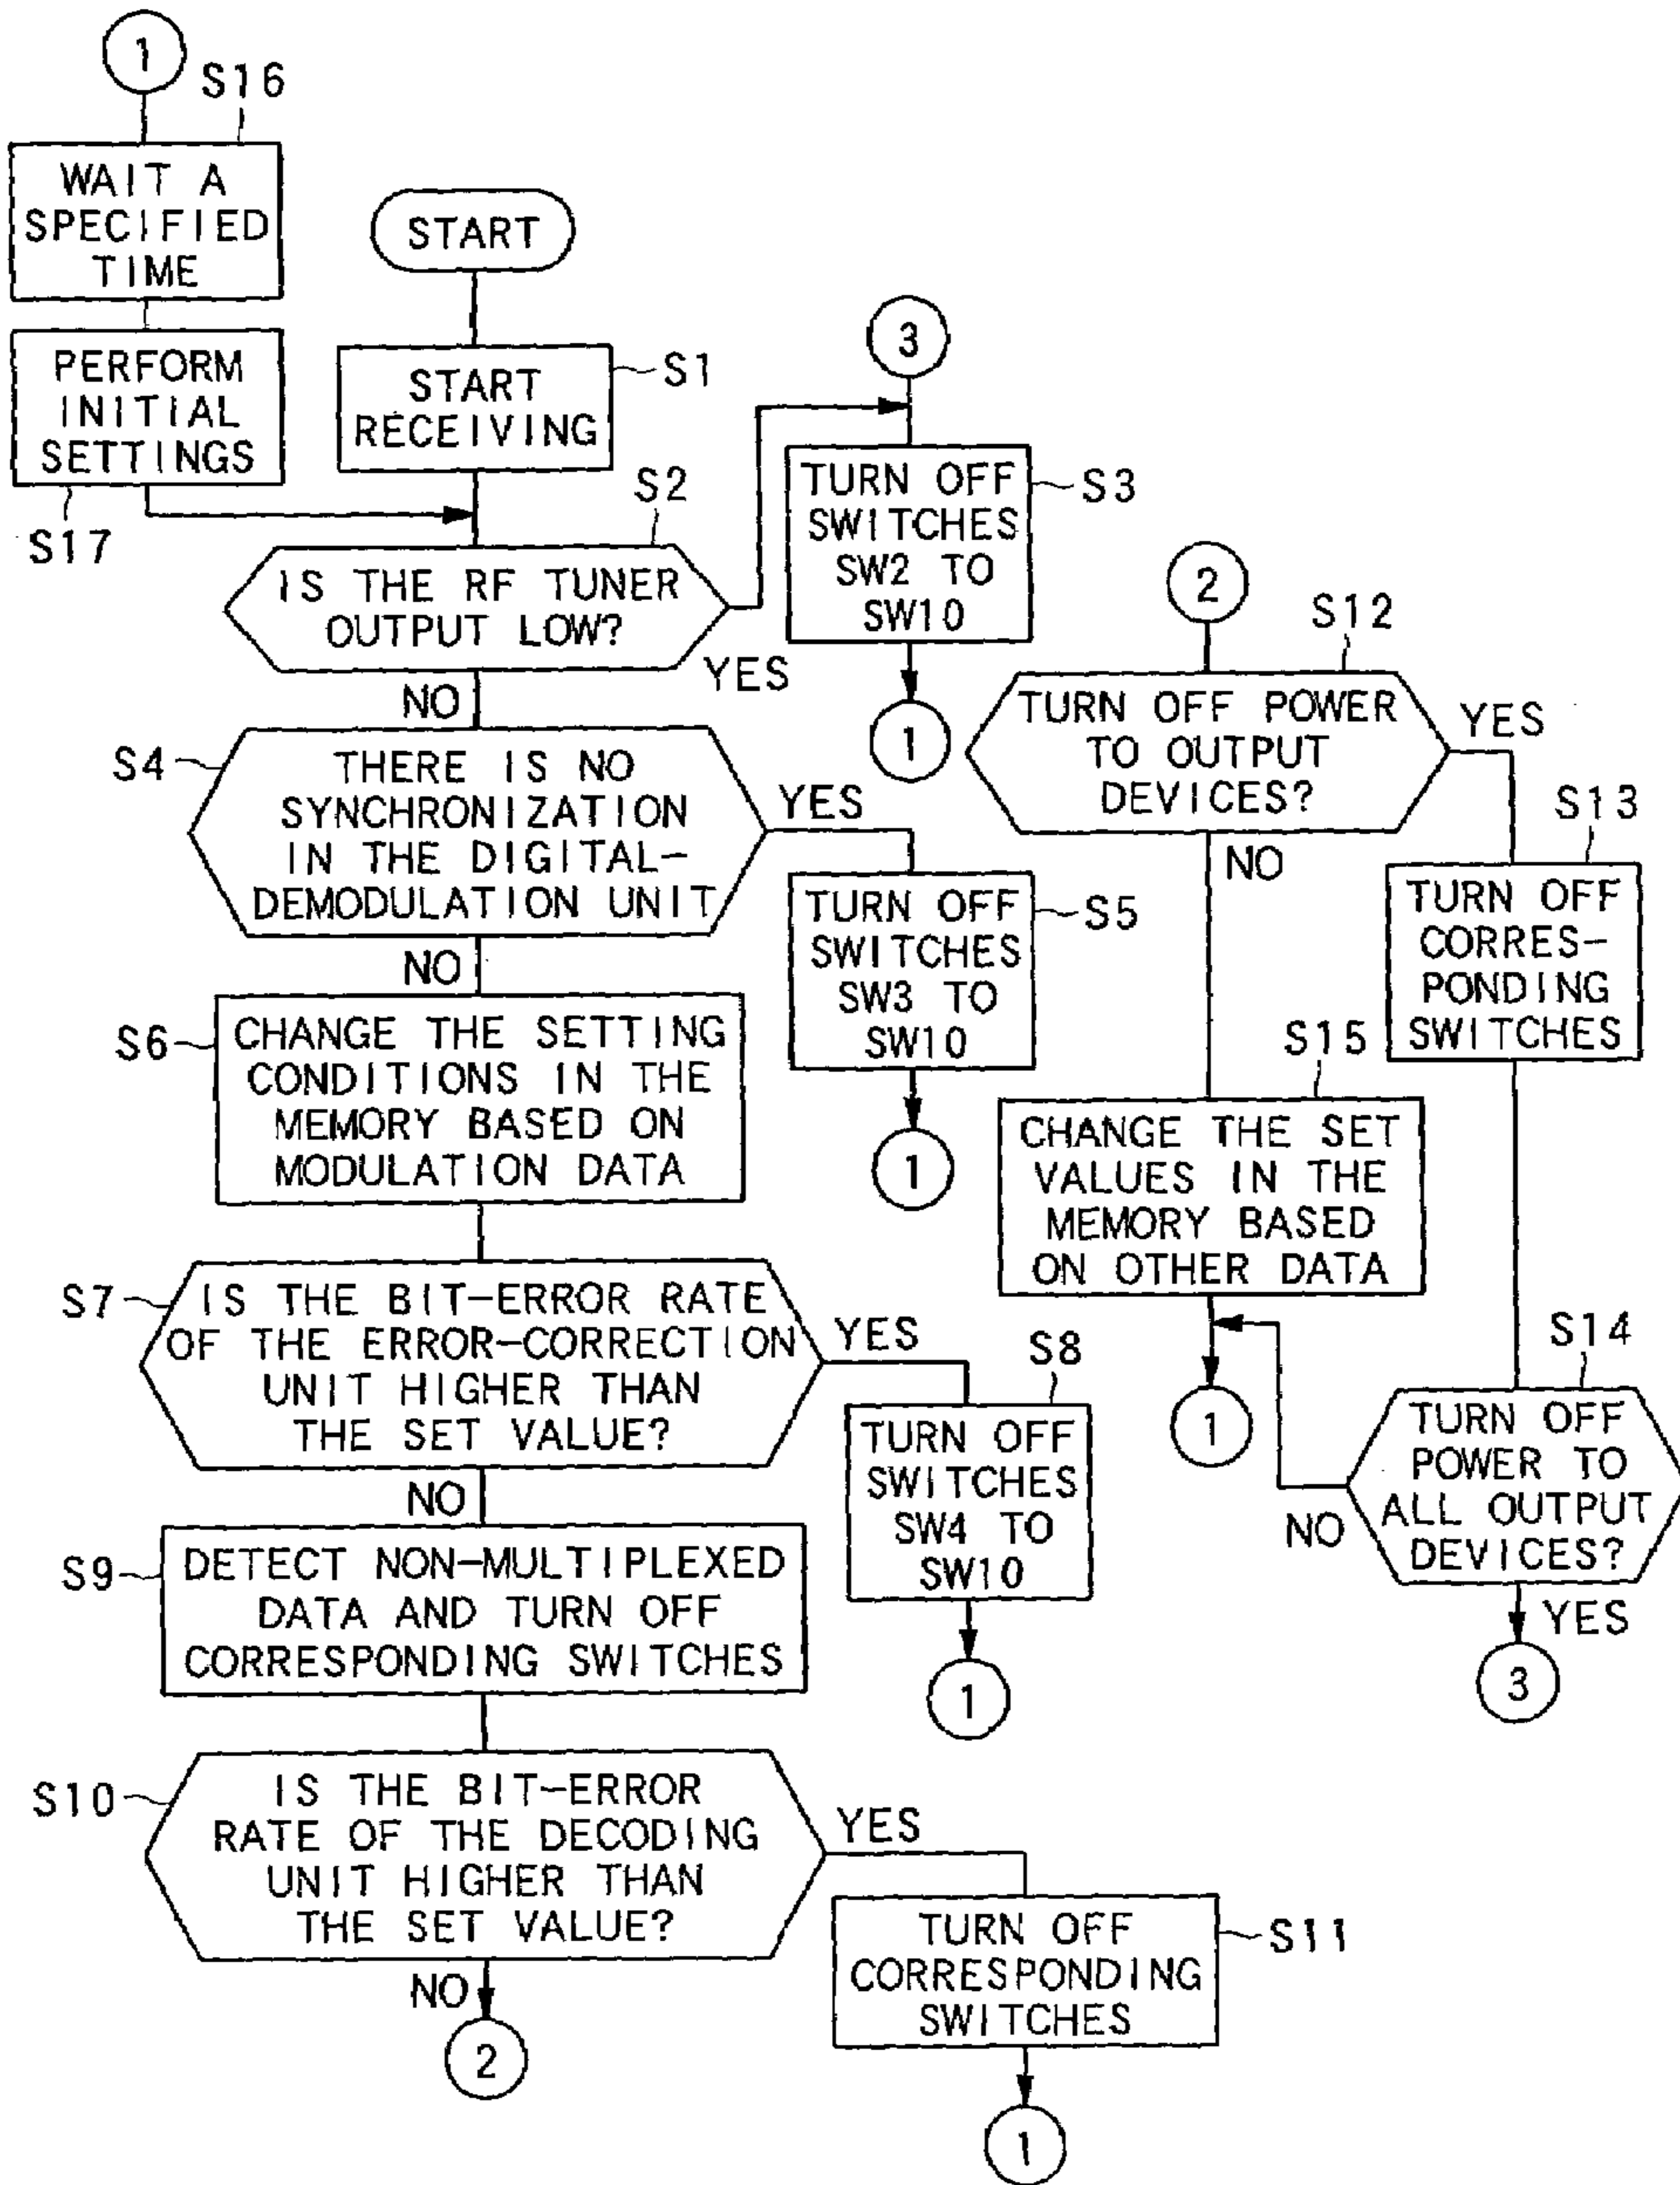 1
S16
WAIT A
SPECIFIED
TIME
PERFORM
INITIAL
SETTINGS
S17
START
START
RECEIVING
S1
S2
IS THE RF TUNER
OUTPUT LOW?
YES
NO
3
TURN OFF
SWITCHES
SW2 TO
SW10
S3
1
S4
THERE IS NO
SYNCHRONIZATION
IN THE DIGITAL-
DEMODULATION UNIT
YES
NO
TURN OFF
SWITCHES
SW3 TO
SW10
S5
1
S6
CHANGE THE SETTING
CONDITIONS IN THE
MEMORY BASED ON
MODULATION DATA
S7
IS THE BIT-ERROR RATE
OF THE ERROR-CORRECTION
UNIT HIGHER THAN
THE SET VALUE?
YES
NO
S8
TURN OFF
SWITCHES
SW4 TO
SW10
1
S9
DETECT NON-MULTIPLEXED
DATA AND TURN OFF
CORRESPONDING SWITCHES
S10
IS THE BIT-ERROR
RATE OF THE DECODING
UNIT HIGHER THAN
THE SET VALUE?
YES
NO
2
TURN OFF
CORRESPONDING
SWITCHES
S11
1
2
S12
TURN OFF POWER
TO OUTPUT
DEVICES?
YES
NO
S13
TURN OFF
CORRES-
PONDING
SWITCHES
S15
CHANGE THE SET
VALUES IN THE
MEMORY BASED
ON OTHER DATA
1
S14
TURN OFF
POWER TO
ALL OUTPUT
DEVICES?
NO
YES
3